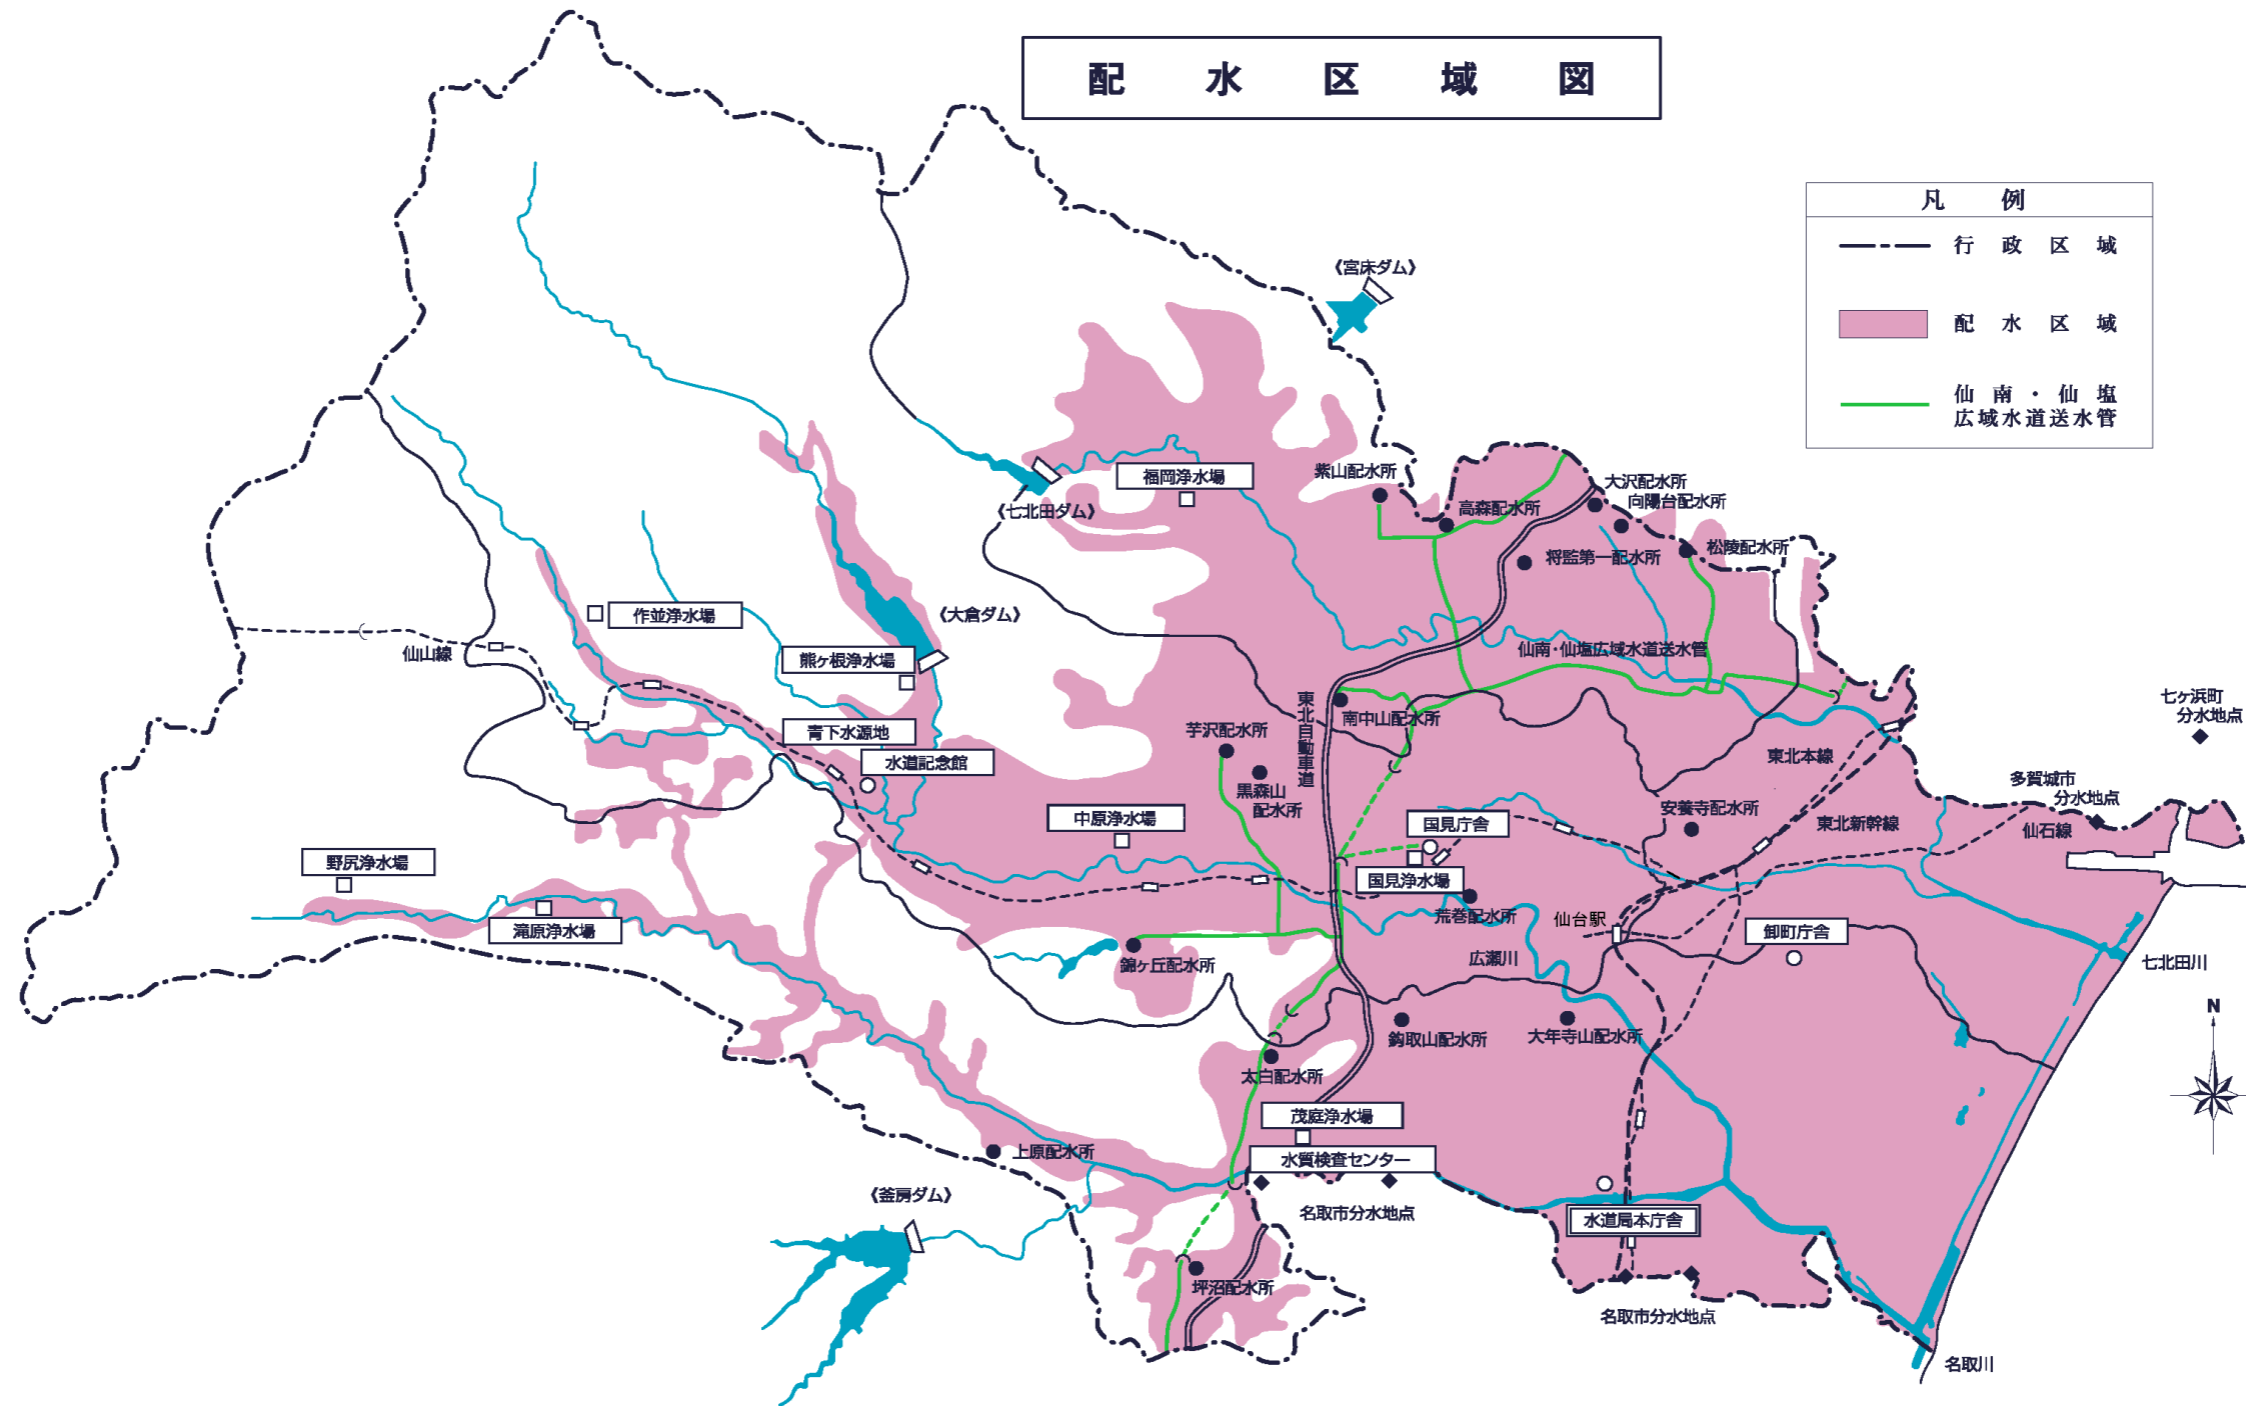 配水区域図
凡例
行政区域
配水区域
仙南・仙塩
広域水道送水管
《宮床ダム》
福岡浄水場
紫山配水所
大沢配水所
向陽台配水所
高森配水所
《七北田ダム》
松陵配水所
将監第一配水所
作並浄水場
《大倉ダム》
仙山線
熊ヶ根浄水場
仙南・仙塩広域水道送水管
東北自動車道
南中山配水所
七ヶ浜町
分水地点
青下水源地
芋沢配水所
水道記念館
東北本線
多賀城市
分水地点
黒森山
配水所
安養寺配水所
中原浄水場
国見庁舎
東北新幹線
仙石線
野尻浄水場
国見浄水場
荒巻配水所
仙台駅
滝原浄水場
御町庁舎
錦ヶ丘配水所
広瀬川
七北田川
N
鈎取山配水所
大年寺山配水所
太白配水所
茂庭浄水場
上原配水所
水質検査センター
《釜房ダム》
名取市分水地点
水道局本庁舎
坪沼配水所
名取市分水地点
名取川